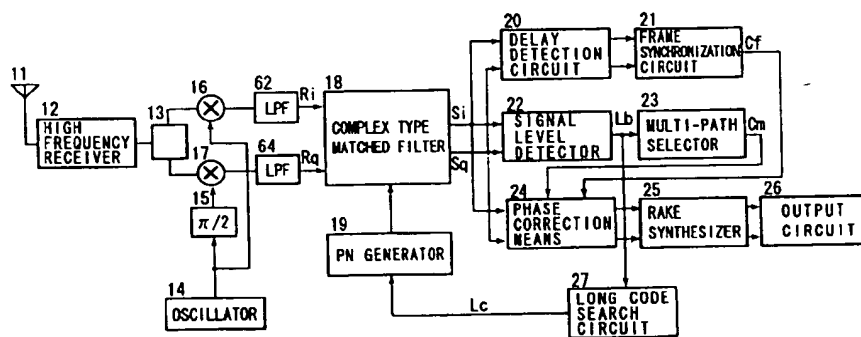 11
12
HIGH
FREQUENCY
RECEIVER
13
16
17
15
π/2
14
OSCILLATOR
62
LPF
Ri
64
LPF
Rq
18
COMPLEX TYPE
MATCHED FILTER
19
PN GENERATOR
Si
Sq
20
DELAY
DETECTION
CIRCUIT
21
FRAME
SYNCHRONIZATION
CIRCUIT
Cf
22
SIGNAL
LEVEL
DETECTOR
Lb
23
MULTI-PATH
SELECTOR
Cm
24
PHASE
CORRECTION
MEANS
25
RAKE
SYNTHESIZER
26
OUTPUT
CIRCUIT
27
LONG CODE
SEARCH
CIRCUIT
Lc